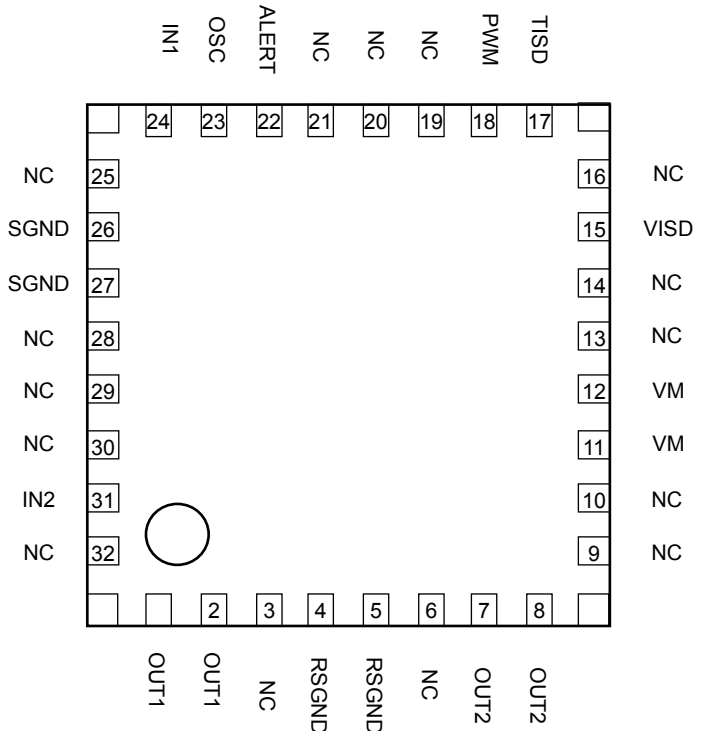 IN1 OSC ALERT NC NC NC PWM TISD
24 23 22 21 20 19 18 17
NC 25 16 NC
SGND 26 15 VISD
SGND 27 14 NC
NC 28 13 NC
NC 29 12 VM
NC 30 11 VM
IN2 31 10 NC
NC 32 9 NC
2 3 4 5 6 7 8
OUT1 OUT1 NC RSGND RSGND NC OUT2 OUT2